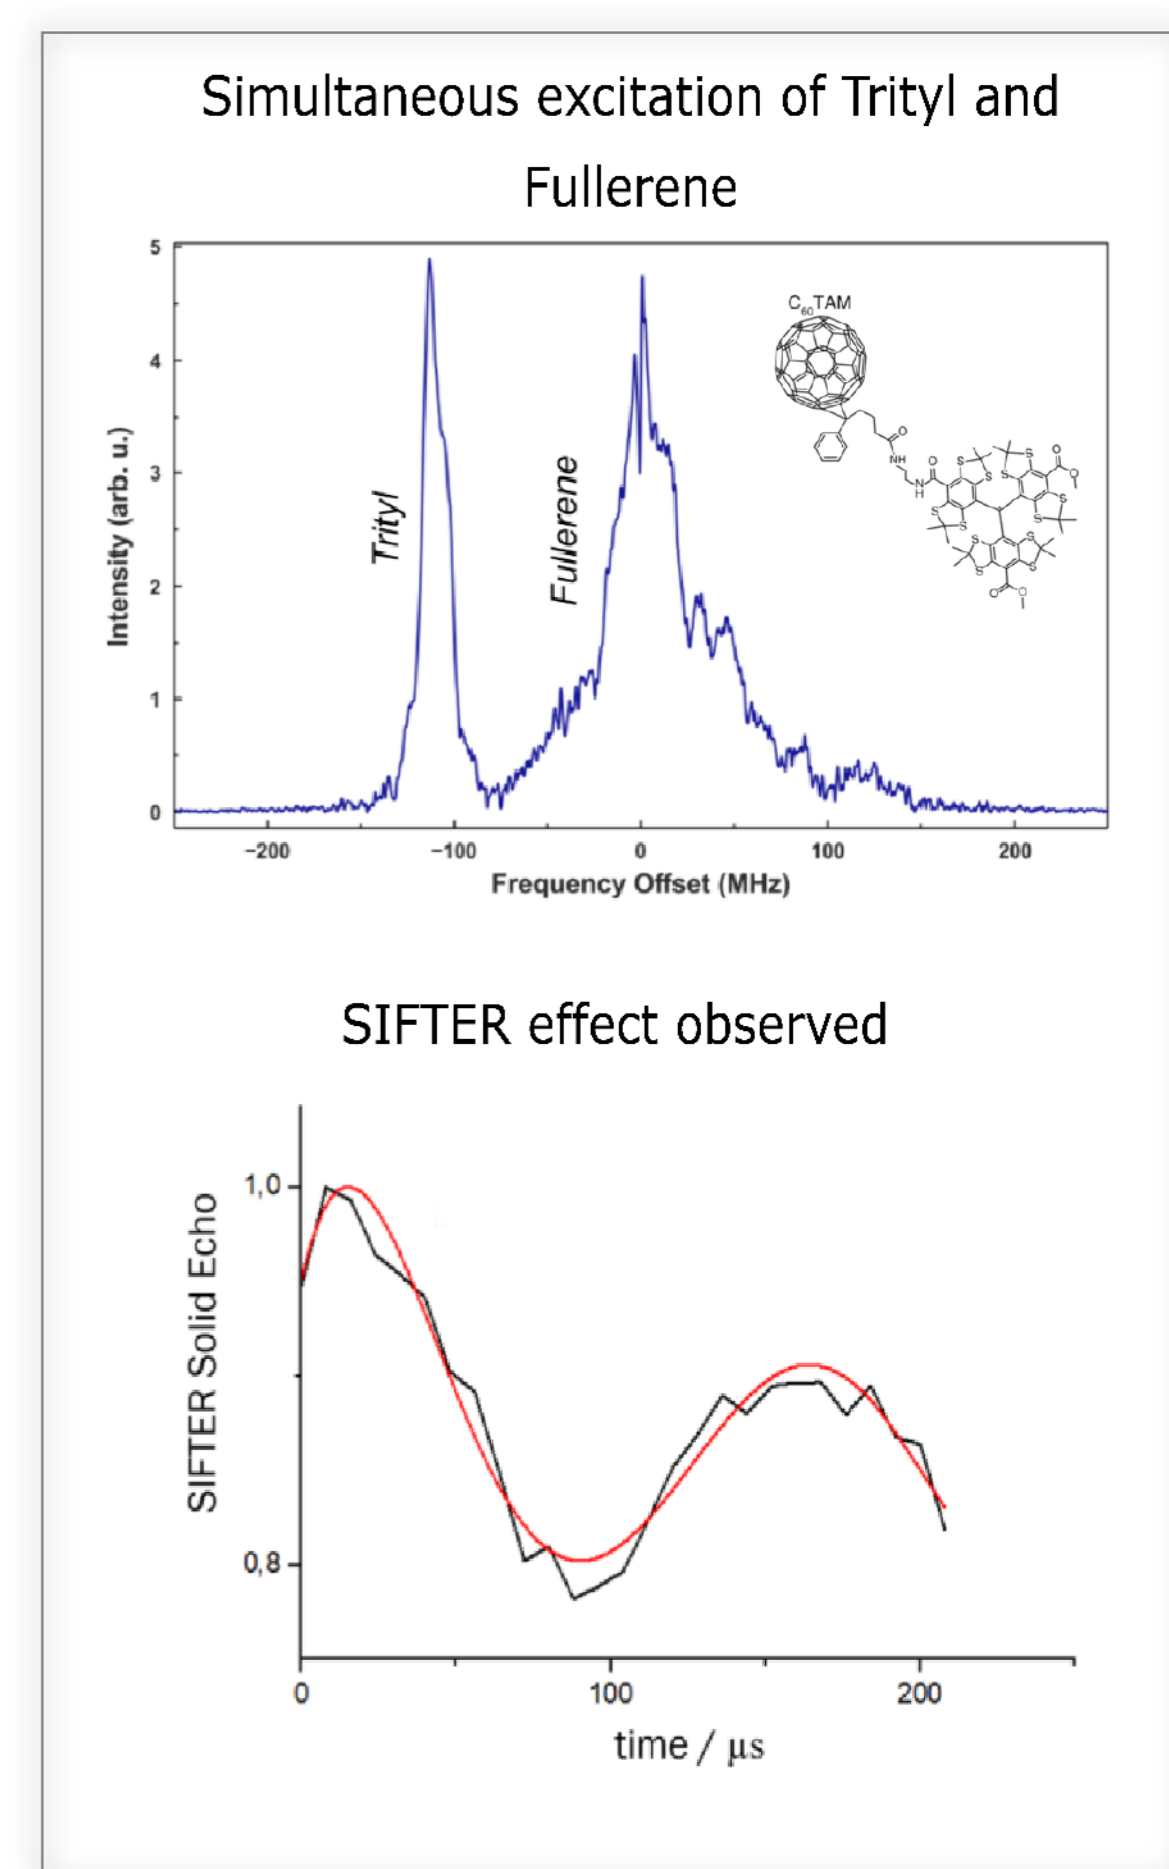 Simultaneous excitation of Trityl and
Fullerene
5
4
3
2
1
0
Intensity (arb. u.)
Trityl
Fullerene
C60TAM
O
NH
O
N
H
S
S
S
S
S
S
S
S
S
S
S
S
O
O
O
O
−200
−100
0
100
200
Frequency Offset (MHz)
SIFTER effect observed
1,0
0,8
SIFTER Solid Echo
0
100
200
time / μs